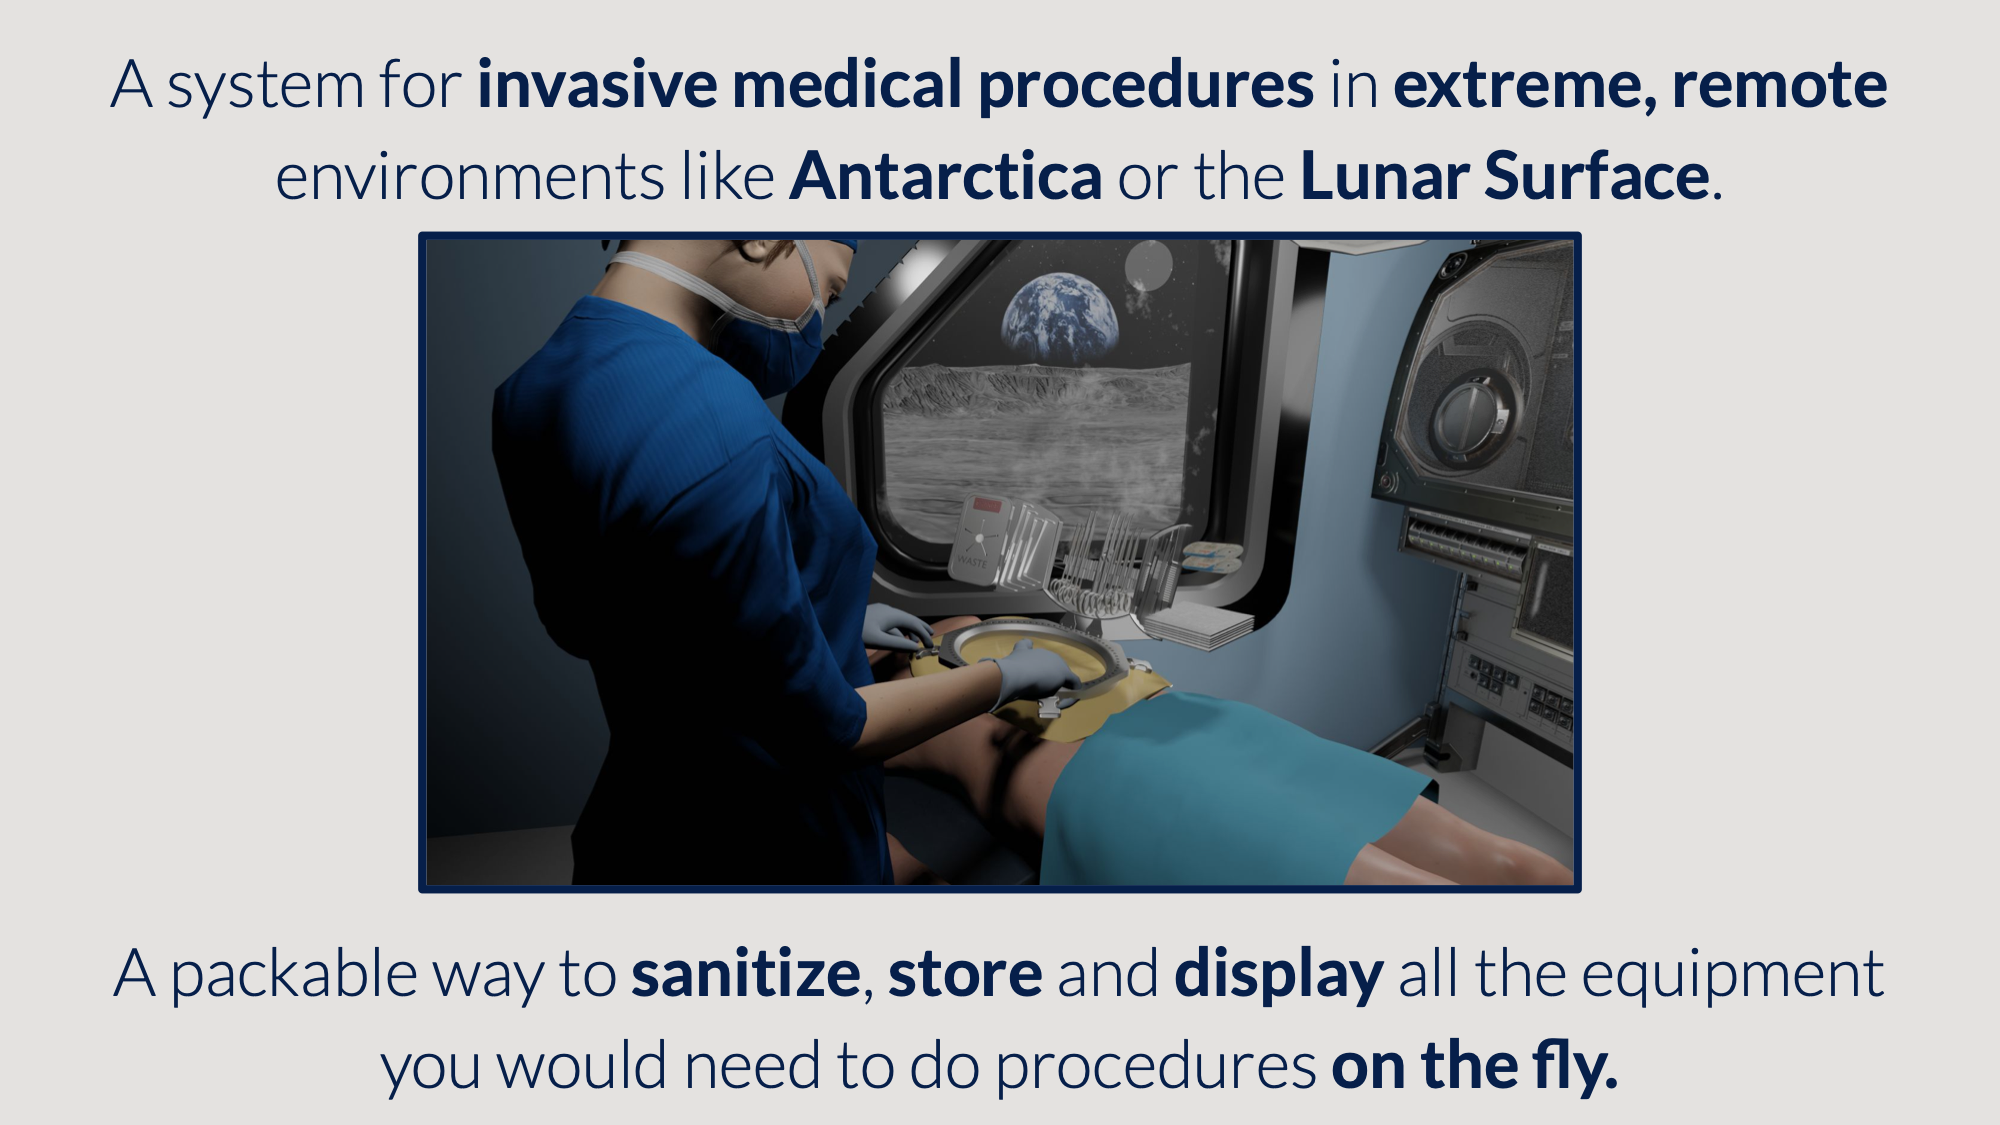 A system for invasive medical procedures in extreme, remote
environments like Antarctica or the Lunar Surface.
WASTE
A packable way to sanitize, store and display all the equipment
you would need to do procedures on the fly.